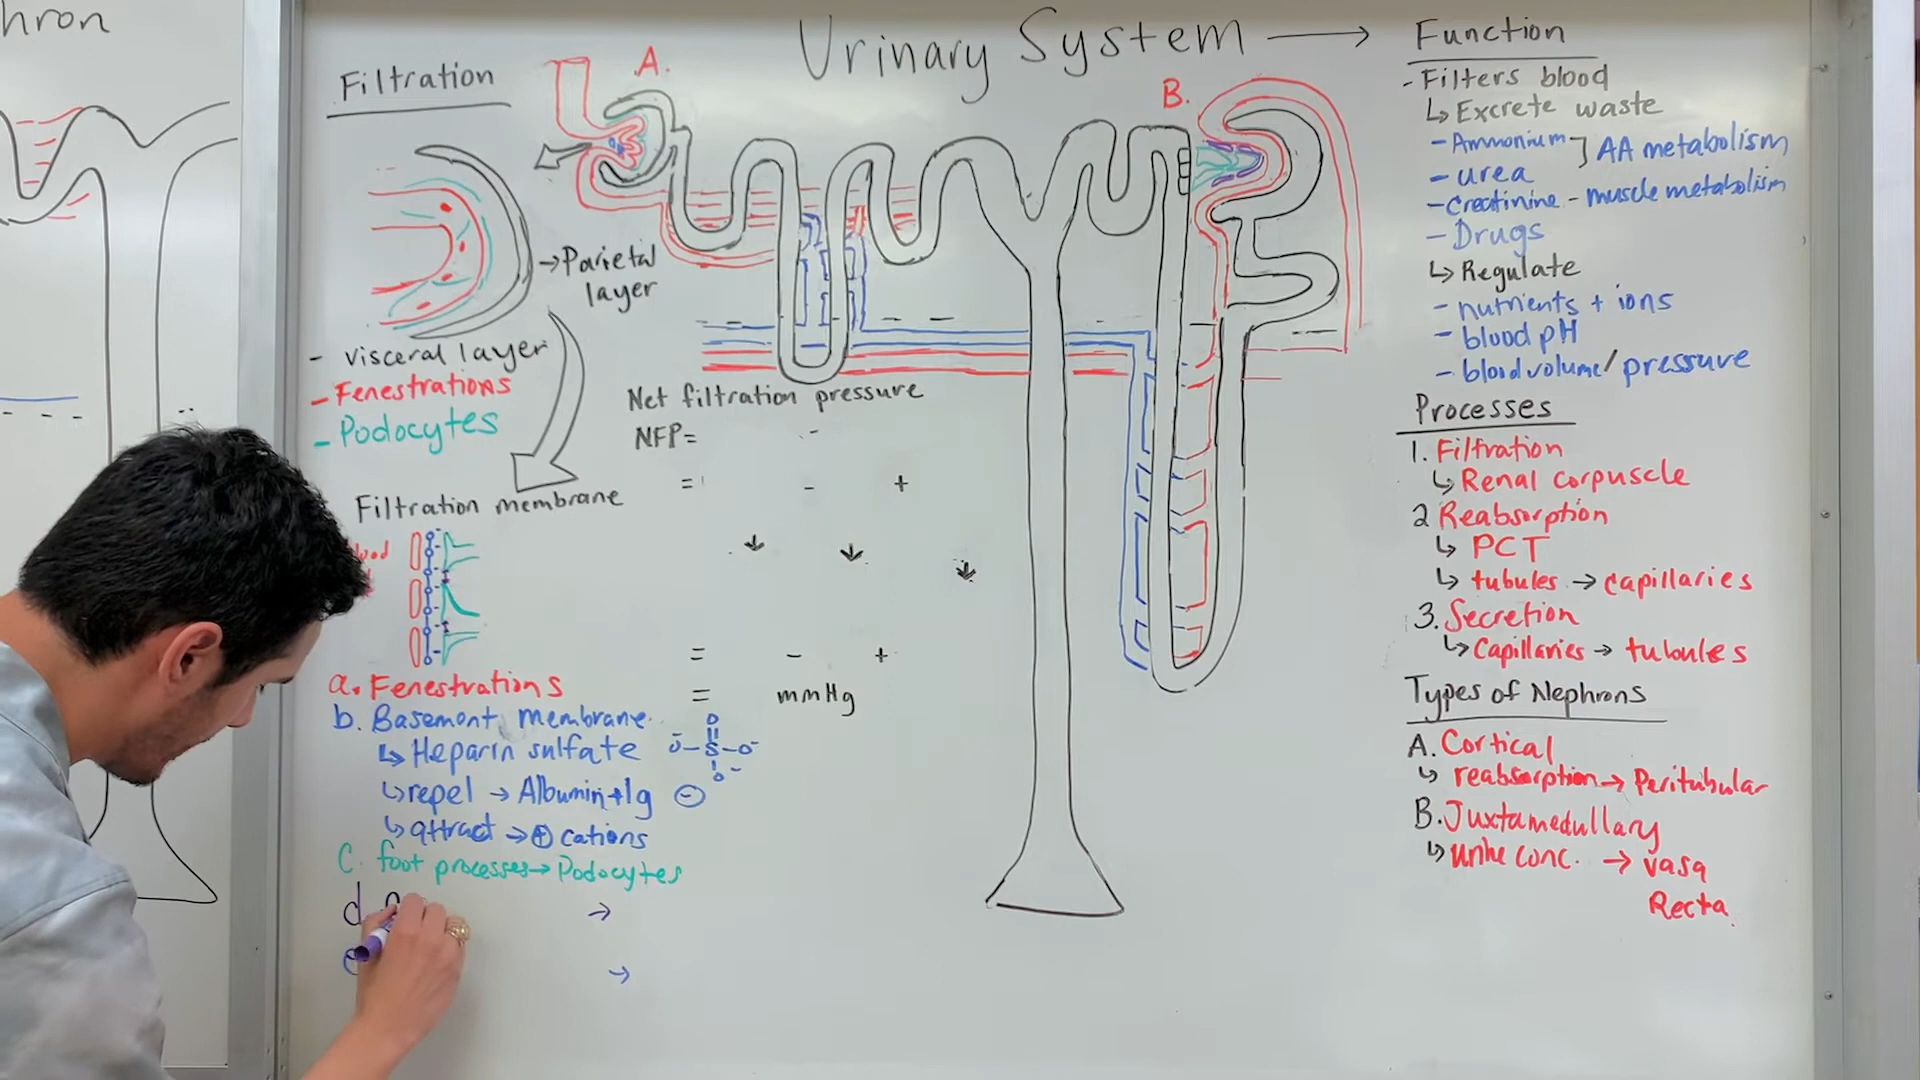 hron
Urinary System →
Filtration
A.
B.
→ Parietal
layer
- visceral layer
- Fenestrations
- Podocytes
Filtration membrane
a. Fenestrations
b. Basement membrane
↳ Heparin sulfate
O⁻-S-O⁻
O
O⁻
↳ repel → Albumin + Ig ⊖
↳ attract → ⊕ cations
C. foot processes → Podocytes
d
→
e
→
Net filtration pressure
NFP= -
= - +
↓ ↓ ↓
= - +
= mmHg
Function
- Filters blood
↳ Excrete waste
- Ammonium ] AA metabolism
- urea
- Creatinine - muscle metabolism
- Drugs
↳ Regulate
- nutrients + ions
- blood pH
- blood volume/pressure
Processes
1. Filtration
↳ Renal corpuscle
2 Reabsorption
↳ PCT
↳ tubules → capillaries
3. Secretion
↳ Capillaries → tubules
Types of Nephrons
A. Cortical
↳ reabsorption → Peritubular
B. Juxtamedullary
↳ conc. → vasa
Recta